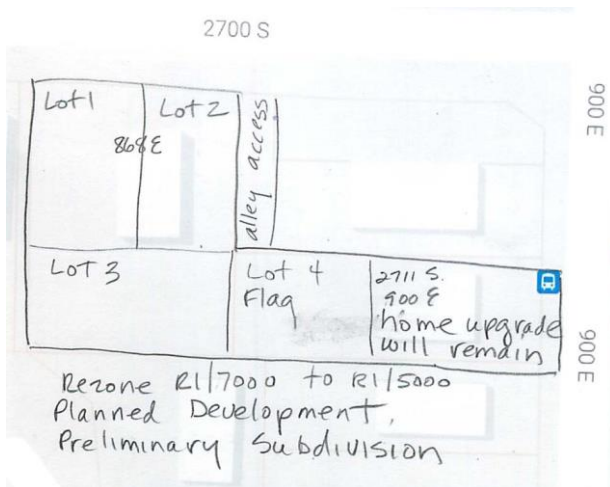 2700 S
Lot 1
Lot 2
868 E
alley access
900 E
LOT 3
Lot 4
Flag
2711 S.
900 E
home upgrade
will remain
900 E
Rezone R1/7000 to R1/5000
Planned Development,
Preliminary Subdivision